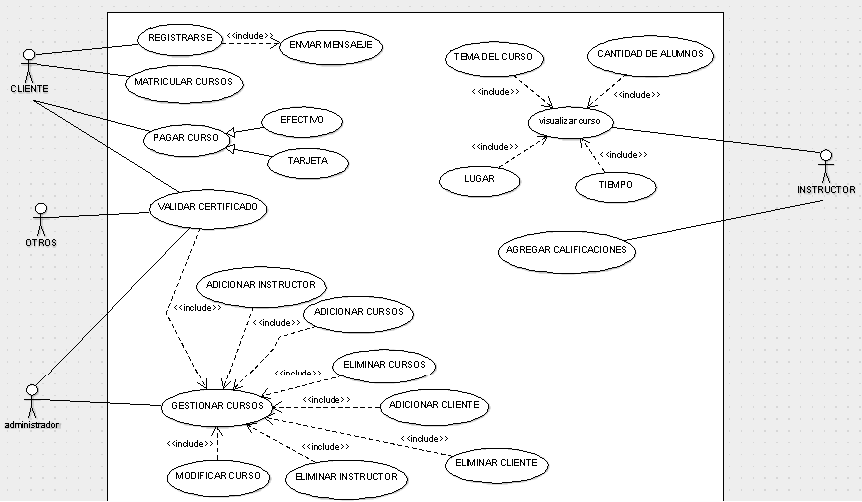 REGISTRARSE
<<include>>
ENVIAR MENSAEJE
CLIENTE
MATRICULAR CURSOS
PAGAR CURSO
EFECTIVO
TARJETA
VALIDAR CERTIFICADO
OTROS
TEMA DEL CURSO
CANTIDAD DE ALUMNOS
<<include>>
<<include>>
visualizar curso
<<include>>
<<include>>
LUGAR
TIEMPO
INSTRUCTOR
AGREGAR CALIFICACIONES
ADICIONAR INSTRUCTOR
<<include>>
<<include>>
ADICIONAR CURSOS
<<include>>
ELIMINAR CURSOS
administrador
GESTIONAR CURSOS
<<include>>
ADICIONAR CLIENTE
<<include>>
<<include>>
<<include>>
MODIFICAR CURSO
ELIMINAR INSTRUCTOR
ELIMINAR CLIENTE